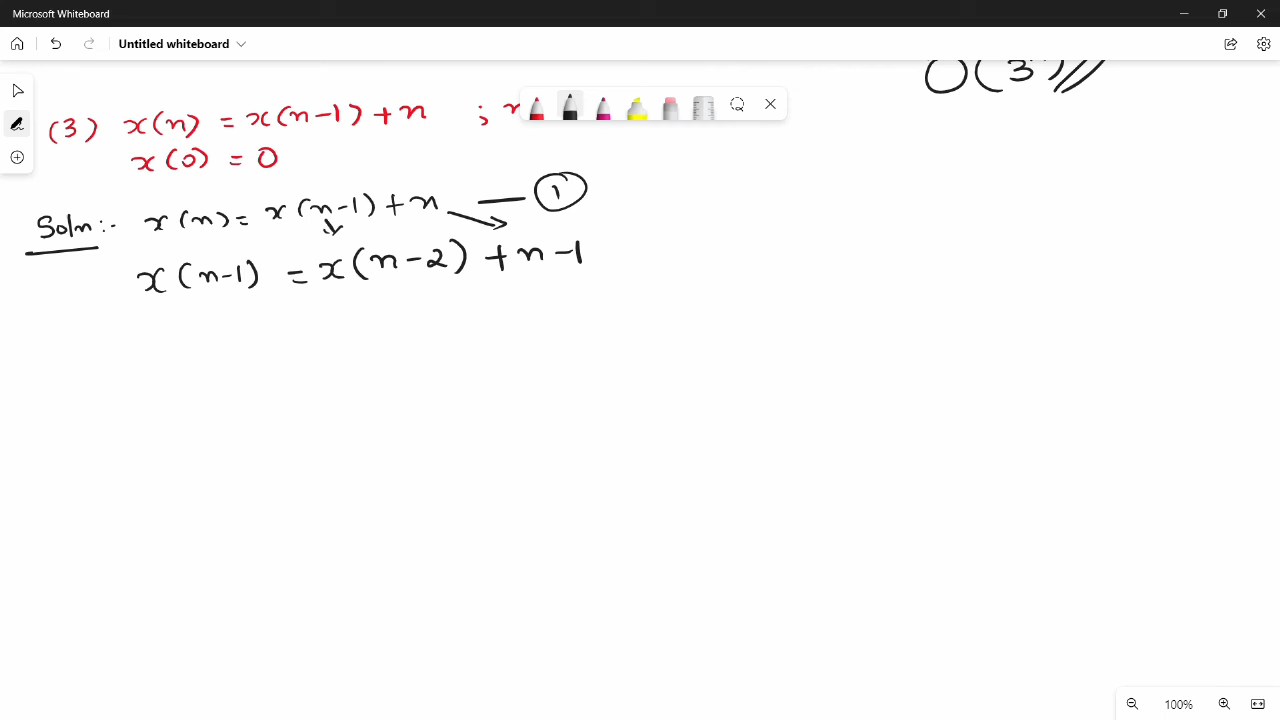 Microsoft Whiteboard
Untitled whiteboard
(3) x(n) = x(n-1) + n ; n
x(0) = 0
Soln:- x(n) = x(n-1) + n — 1
x(n-1) = x(n-2) + n - 1
100%